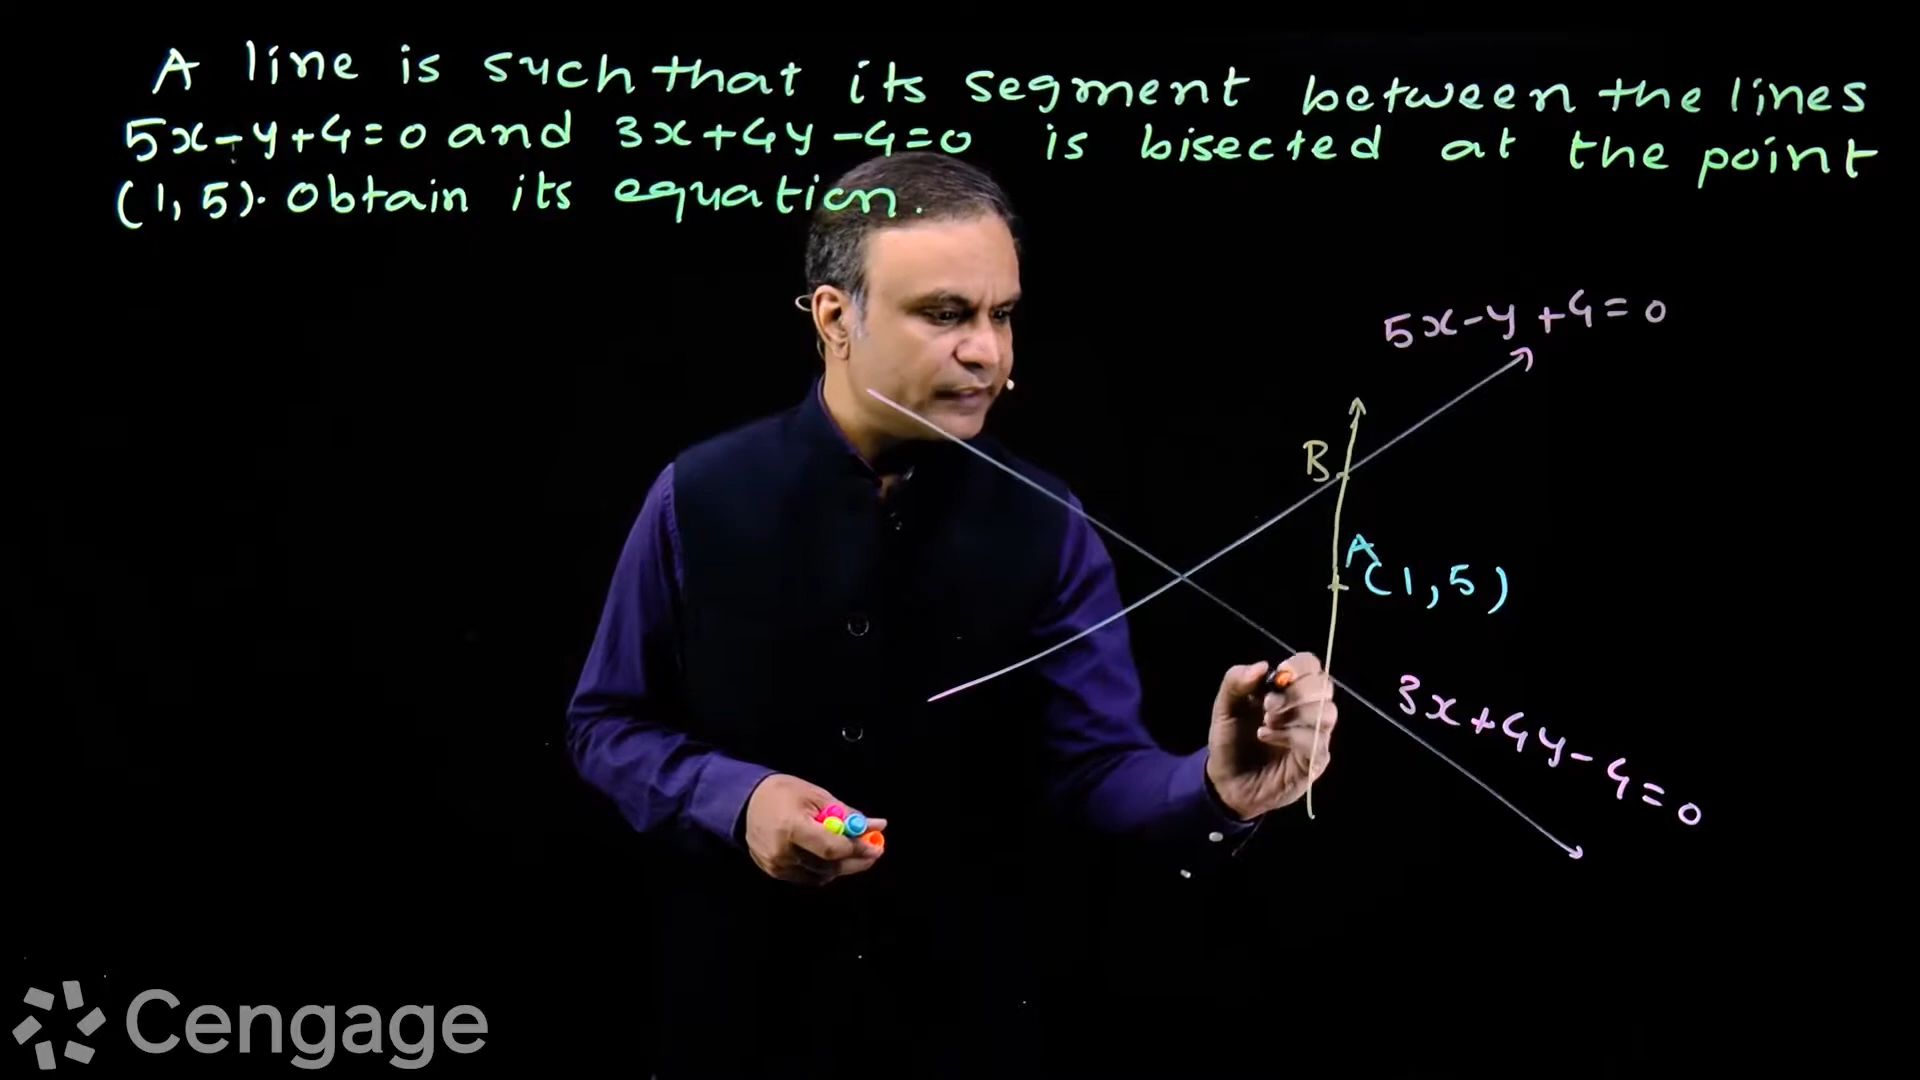 A line is such that its segment between the lines
5x-y+4=0 and 3x+4y-4=0 is bisected at the point
(1,5). Obtain its equation.
5x-y+4=0
B
A(1,5)
3x+4y-4=0
Cengage